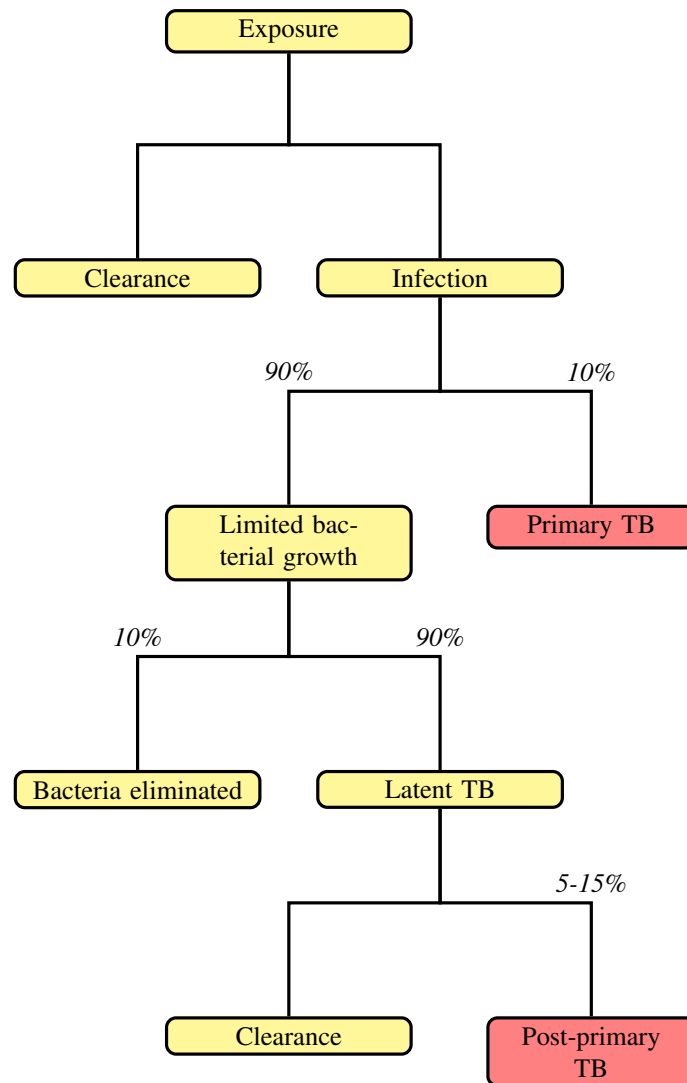 Exposure
Clearance
Infection
90%
10%
Limited bac-
terial growth
Primary TB
10%
90%
Bacteria eliminated
Latent TB
5-15%
Clearance
Post-primary
TB